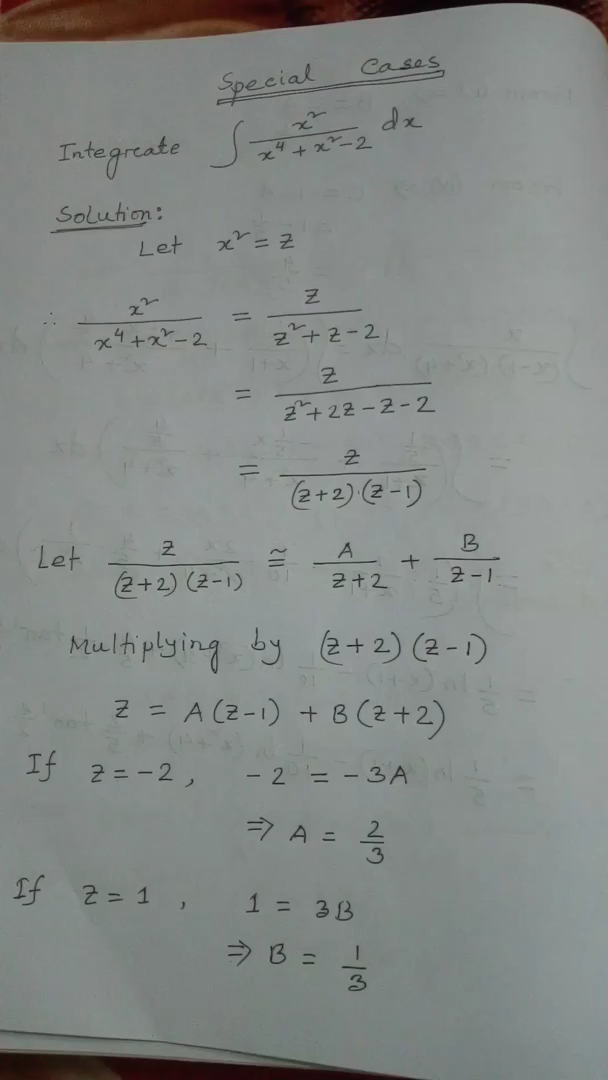 Special Cases
Integrate ∫ x²/(x⁴ + x² - 2) dx
Solution:
Let x² = z
∴ x²/(x⁴ + x² - 2) = z/(z² + z - 2)
= z/(z² + 2z - z - 2)
= z/((z+2)·(z-1))
Let z/((z+2)(z-1)) ≅ A/(z+2) + B/(z-1)
Multiplying by (z+2)(z-1)
z = A(z-1) + B(z+2)
If z = -2, -2 = -3A
⇒ A = 2/3
If z = 1, 1 = 3B
⇒ B = 1/3